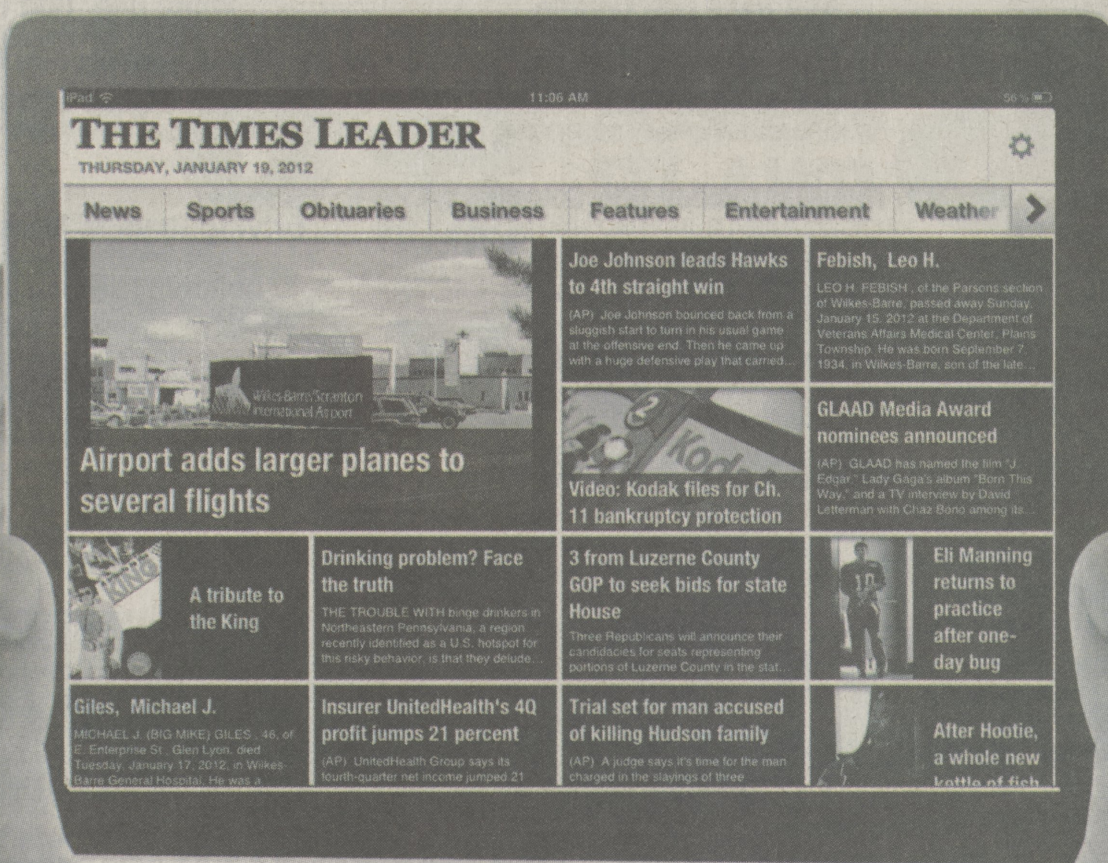 iPad
11:06 AM
56%
THE TIMES LEADER
THURSDAY, JANUARY 19, 2012
News
Sports
Obituaries
Business
Features
Entertainment
Weather
Wilkes-Barre/Scranton
International Airport
Airport adds larger planes to
several flights
Joe Johnson leads Hawks
to 4th straight win
(AP) Joe Johnson bounced back from a
sluggish start to turn in his usual game
at the offensive end. Then he came up
with a huge defensive play that carried...
Febish, Leo H.
LEO H. FEBISH, of the Parsons section
of Wilkes-Barre, passed away Sunday,
January 15, 2012 at the Department of
Veterans Affairs Medical Center, Plains
Township. He was born September 7
1934, in Wilkes-Barre, son of the late...
2
Kodak
Video: Kodak files for Ch.
11 bankruptcy protection
GLAAD Media Award
nominees announced
(AP) GLAAD has named the film "J.
Edgar," Lady Gaga's album "Born This
Way," and a TV interview by David
Letterman with Chaz Bono among its...
KING
A tribute to
the King
Drinking problem? Face
the truth
THE TROUBLE WITH binge drinkers in
Northeastern Pennsylvania, a region
recently identified as a U.S. hotspot for
this risky behavior, is that they delude...
3 from Luzerne County
GOP to seek bids for state
House
Three Republicans will announce their
candidacies for seats representing
portions of Luzerne County in the stat...
10
Eli Manning
returns to
practice
after one-
day bug
Giles, Michael J.
MICHAEL J. (BIG MIKE) GILES, 46, of
E. Enterprise St., Glen Lyon, died
Tuesday, January 17, 2012, in Wilkes-
Barre General Hospital. He was a
Insurer UnitedHealth's 4Q
profit jumps 21 percent
(AP) UnitedHealth Group says its
fourth-quarter net income jumped 21
Trial set for man accused
of killing Hudson family
(AP) A judge says it's time for the man
charged in the slayings of three
After Hootie,
a whole new
kettle of fish